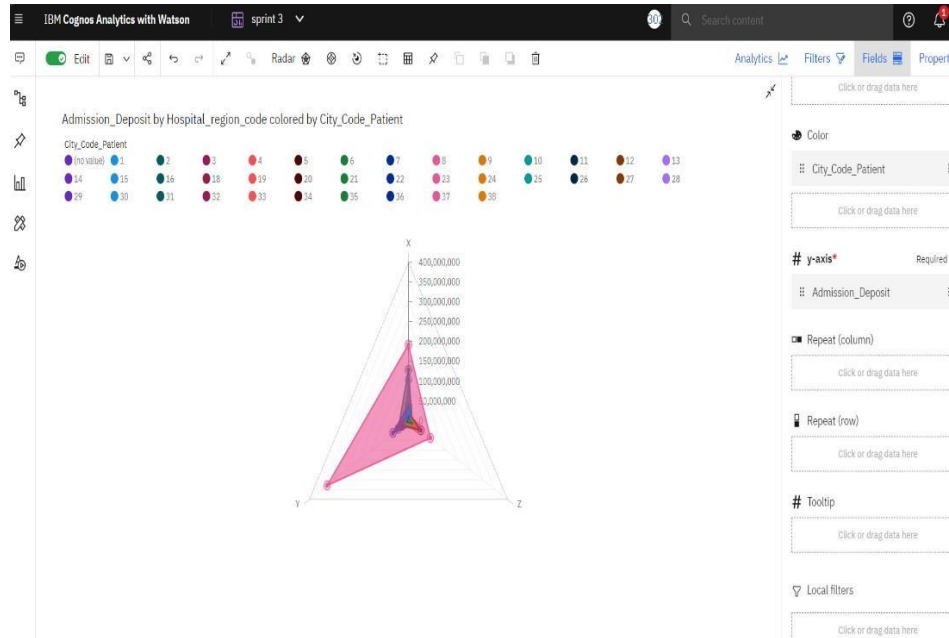 IBM Cognos Analytics with Watson
sprint 3
30
Search content
1
Edit
Radar
Analytics
Filters
Fields
Propert
Click or drag data here
Admission_Deposit by Hospital_region_code colored by City_Code_Patient
City_Code_Patient
(no value) 1 2 3 4 5 6 7 8 9 10 11 12 13
14 15 16 18 19 20 21 22 23 24 25 26 27 28
29 30 31 32 33 34 35 36 37 38
X
400,000,000
350,000,000
300,000,000
250,000,000
200,000,000
150,000,000
100,000,000
0,000,000
Y
Z
Color
City_Code_Patient
Click or drag data here
# y-axis*
Required
Admission_Deposit
Repeat (column)
Click or drag data here
Repeat (row)
Click or drag data here
# Tooltip
Click or drag data here
Local filters
Click or drag data here